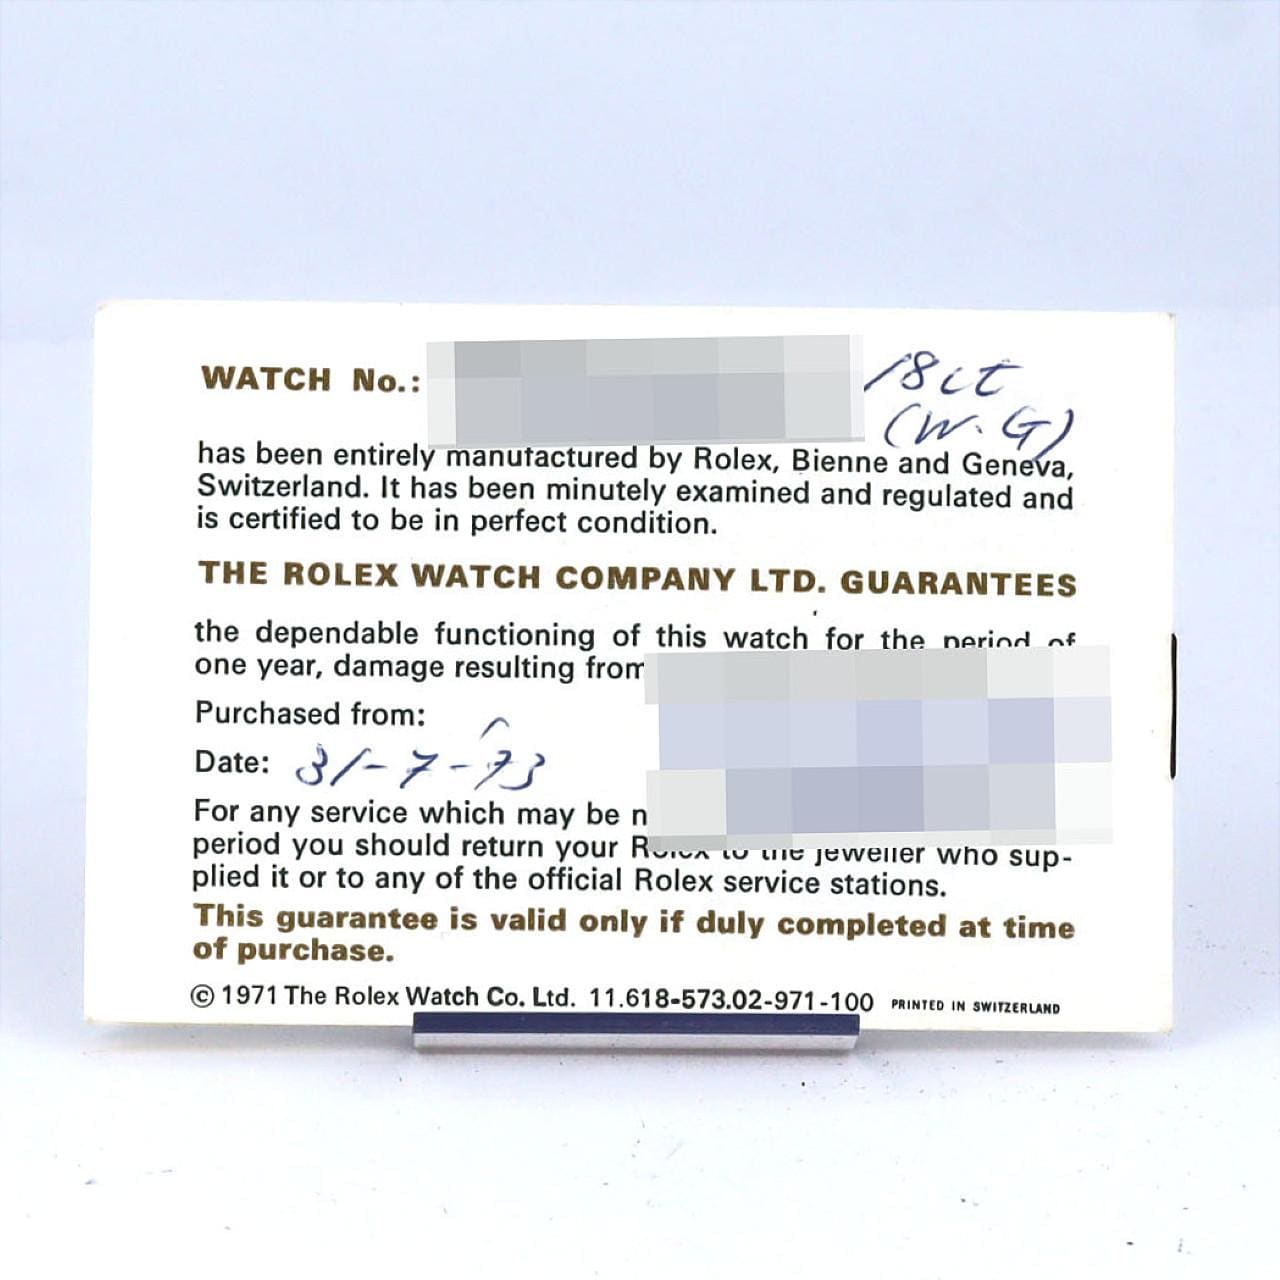 WATCH No.: 18ct
(W.G)
has been entirely manufactured by Rolex, Bienne and Geneva,
Switzerland. It has been minutely examined and regulated and
is certified to be in perfect condition.
THE ROLEX WATCH COMPANY LTD. GUARANTEES
the dependable functioning of this watch for the period of
one year, damage resulting from
Purchased from:
Date: 31-7-73
For any service which may be
period you should return your Rolex to the jeweller who sup-
plied it or to any of the official Rolex service stations.
This guarantee is valid only if duly completed at time
of purchase.
© 1971 The Rolex Watch Co. Ltd. 11.618-573.02-971-100 PRINTED IN SWITZERLAND